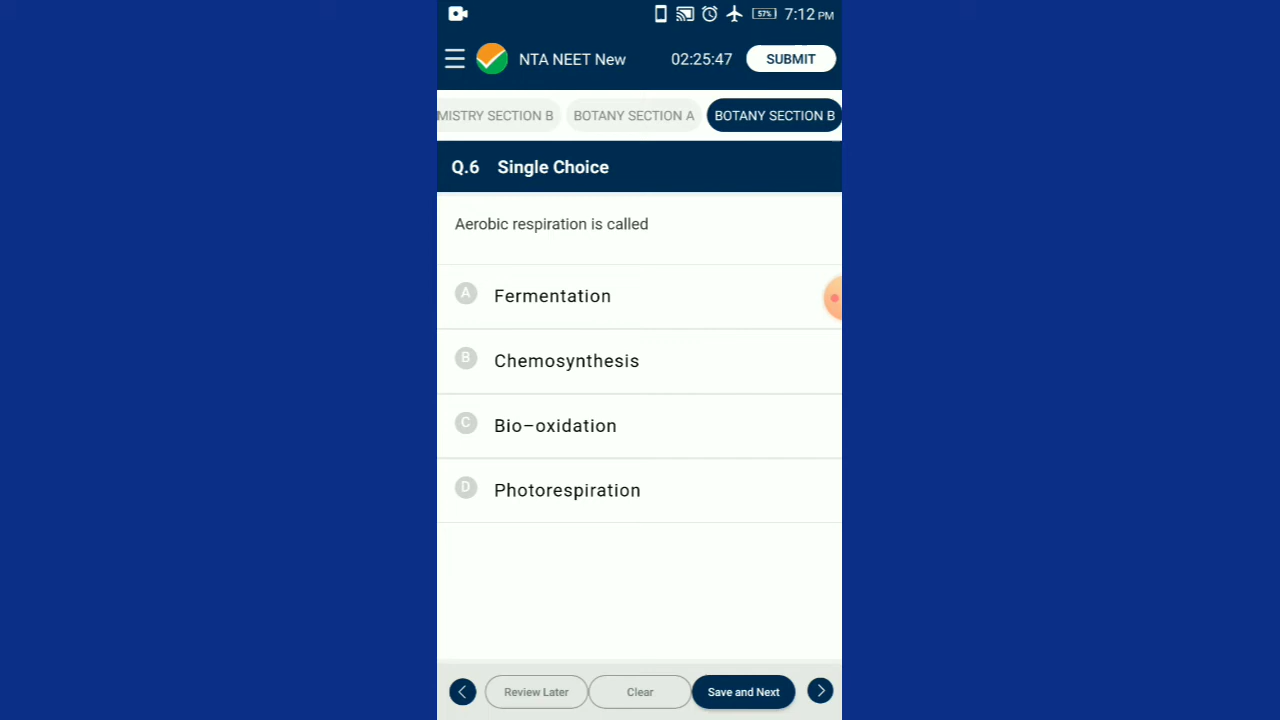 57% 7:12 PM
NTA NEET New 02:25:47 SUBMIT
MISTRY SECTION B BOTANY SECTION A BOTANY SECTION B
Q.6 Single Choice
Aerobic respiration is called
A Fermentation
B Chemosynthesis
C Bio–oxidation
D Photorespiration
Review Later Clear Save and Next